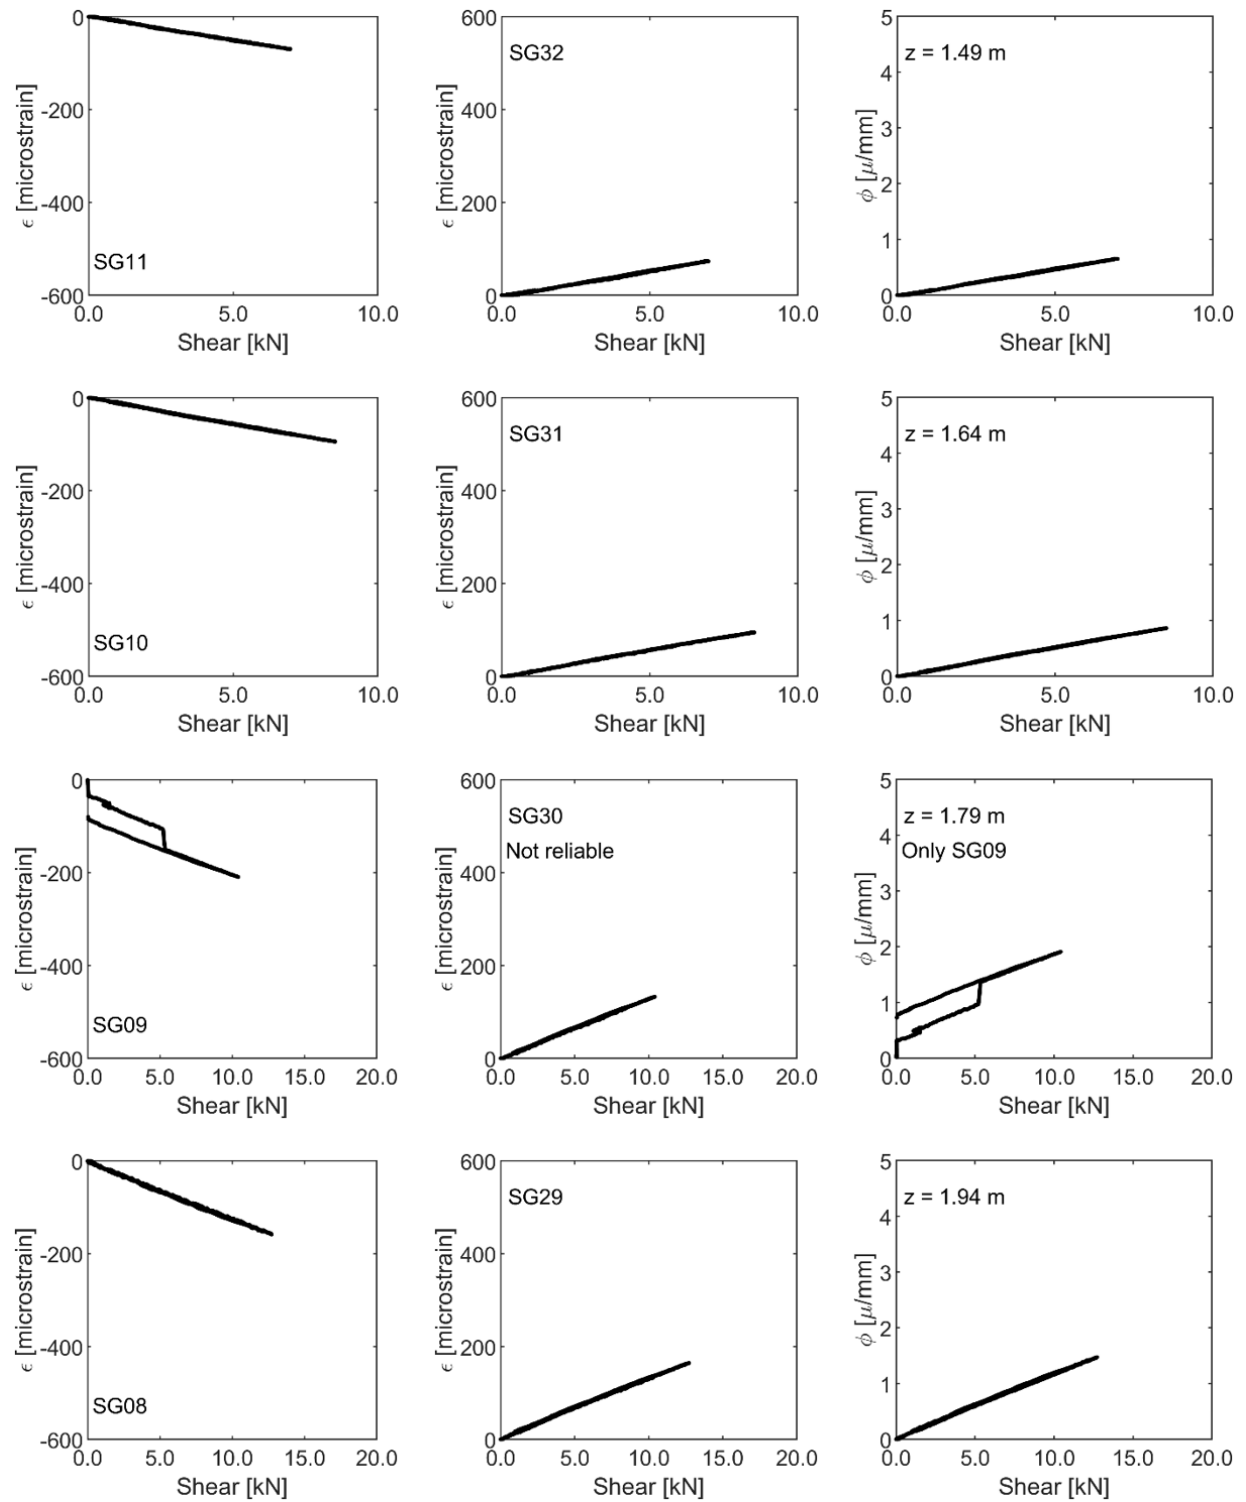 0
-200
-400
-600
ϵ [microstrain]
SG11
0.0 5.0 10.0
Shear [kN]
600
400
200
0
ϵ [microstrain]
SG32
0.0 5.0 10.0
Shear [kN]
5
4
3
2
1
0
ϕ [μ/mm]
z = 1.49 m
0.0 5.0 10.0
Shear [kN]
0
-200
-400
-600
ϵ [microstrain]
SG10
0.0 5.0 10.0
Shear [kN]
600
400
200
0
ϵ [microstrain]
SG31
0.0 5.0 10.0
Shear [kN]
5
4
3
2
1
0
ϕ [μ/mm]
z = 1.64 m
0.0 5.0 10.0
Shear [kN]
0
-200
-400
-600
ϵ [microstrain]
SG09
0.0 5.0 10.0 15.0 20.0
Shear [kN]
600
400
200
0
ϵ [microstrain]
SG30
Not reliable
0.0 5.0 10.0 15.0 20.0
Shear [kN]
5
4
3
2
1
0
ϕ [μ/mm]
z = 1.79 m
Only SG09
0.0 5.0 10.0 15.0 20.0
Shear [kN]
0
-200
-400
-600
ϵ [microstrain]
SG08
0.0 5.0 10.0 15.0 20.0
Shear [kN]
600
400
200
0
ϵ [microstrain]
SG29
0.0 5.0 10.0 15.0 20.0
Shear [kN]
5
4
3
2
1
0
ϕ [μ/mm]
z = 1.94 m
0.0 5.0 10.0 15.0 20.0
Shear [kN]